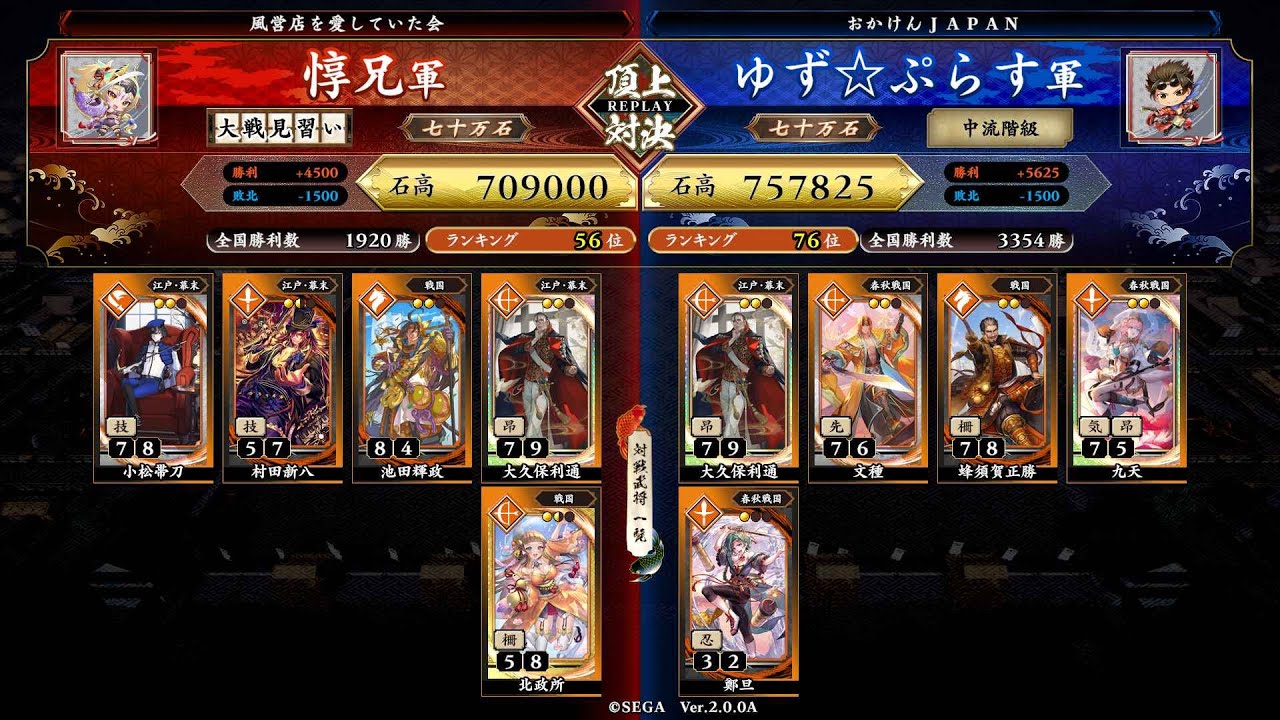 風営店を愛していた会
おかけんJAPAN
惇兄軍
頂上
REPLAY
対決
ゆず☆ぷらす軍
大戦見習い
七十万石
七十万石
中流階級
勝利 +4500
敗北 -1500
石高 709000
石高 757825
勝利 +5625
敗北 -1500
全国勝利数 1920勝
ランキング 56位
ランキング 76位
全国勝利数 3354勝
江戸・幕末
江戸・幕末
戦国
江戸・幕末
江戸・幕末
春秋戦国
戦国
春秋戦国
技
技
昂
昂
先
柵
気 昂
7 8
5 7
8 4
7 9
7 9
7 6
7 8
7 5
小松帯刀
村田新八
池田輝政
大久保利通
大久保利通
文種
蜂須賀正勝
九天
対戦武将一覧
戦国
春秋戦国
柵
忍
5 8
3 2
北政所
鄭旦
©SEGA Ver.2.0.0A